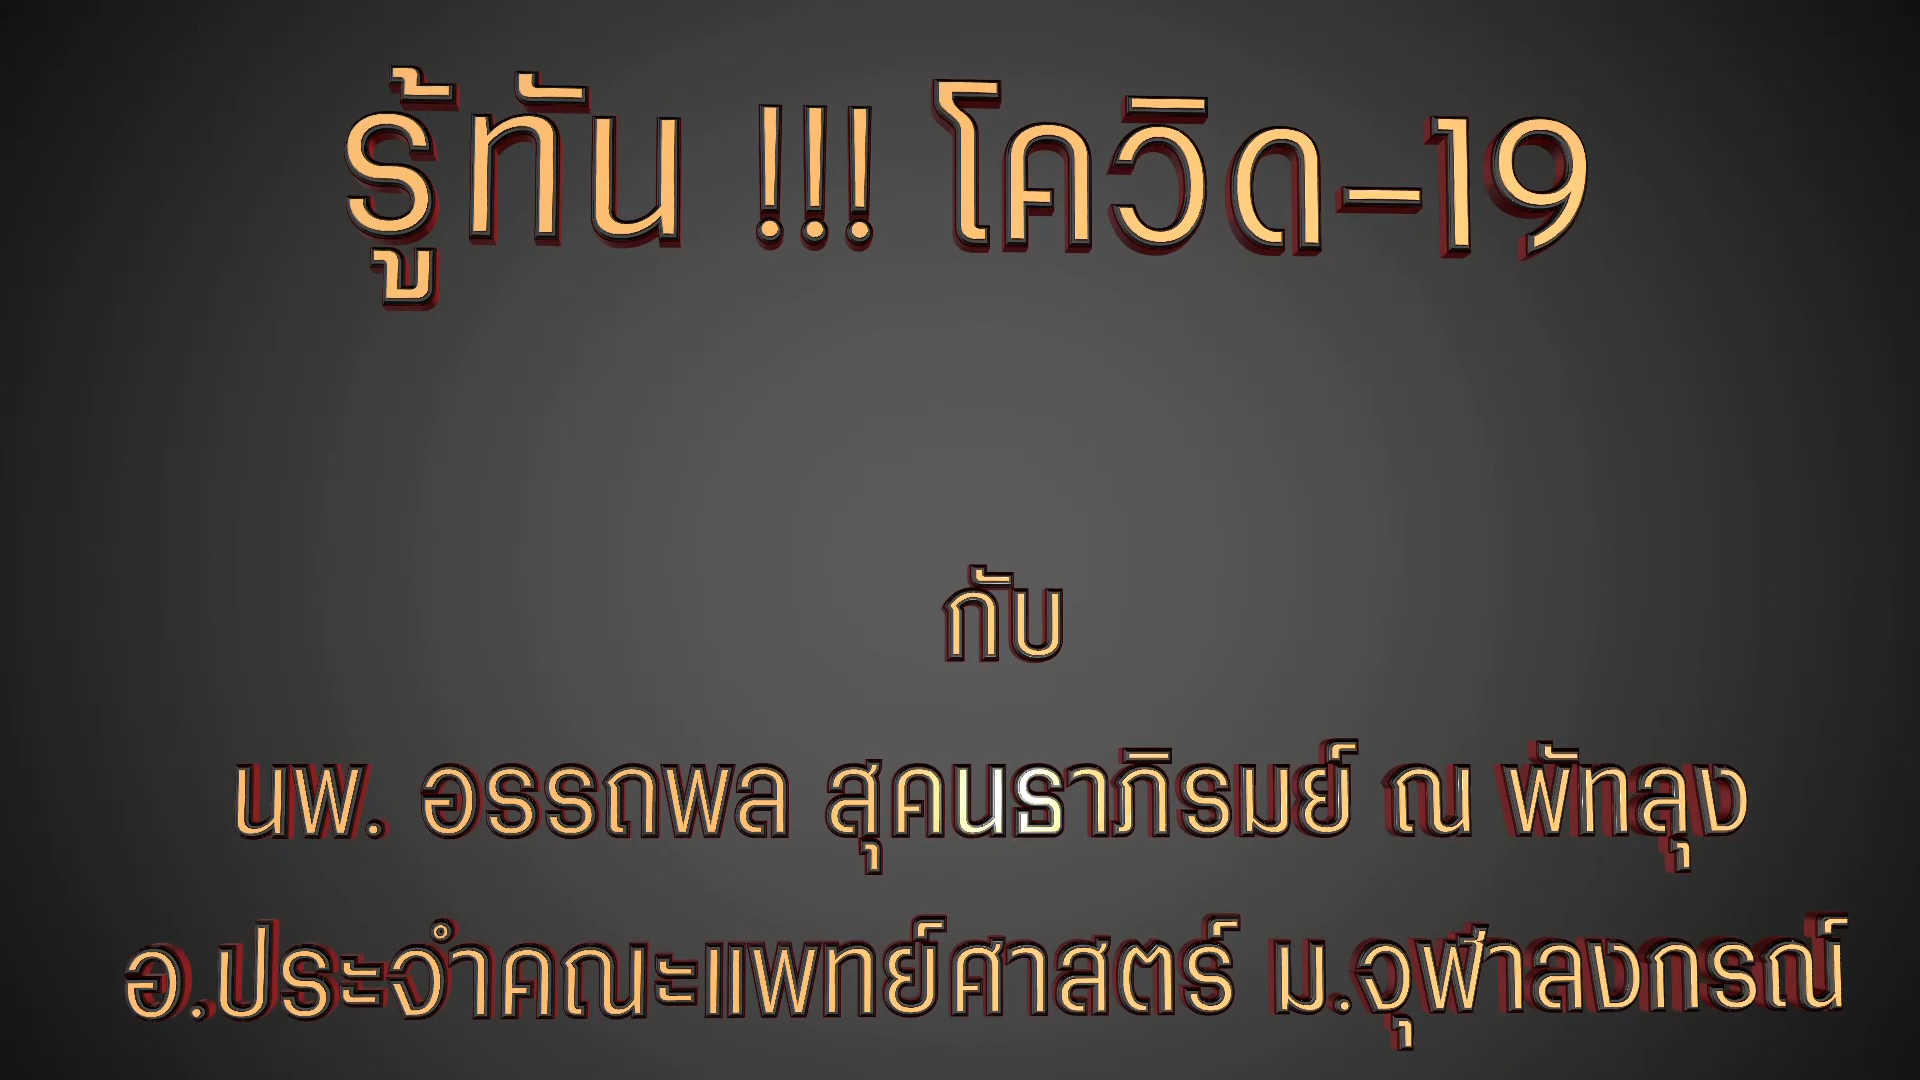 รู้ทัน !!! โควิด-19
กับ
นพ. อรรถพล สุคนธาภิรมย์ ณ พัทลุง
อ.ประจำคณะแพทย์ศาสตร์ ม.จุฬาลงกรณ์